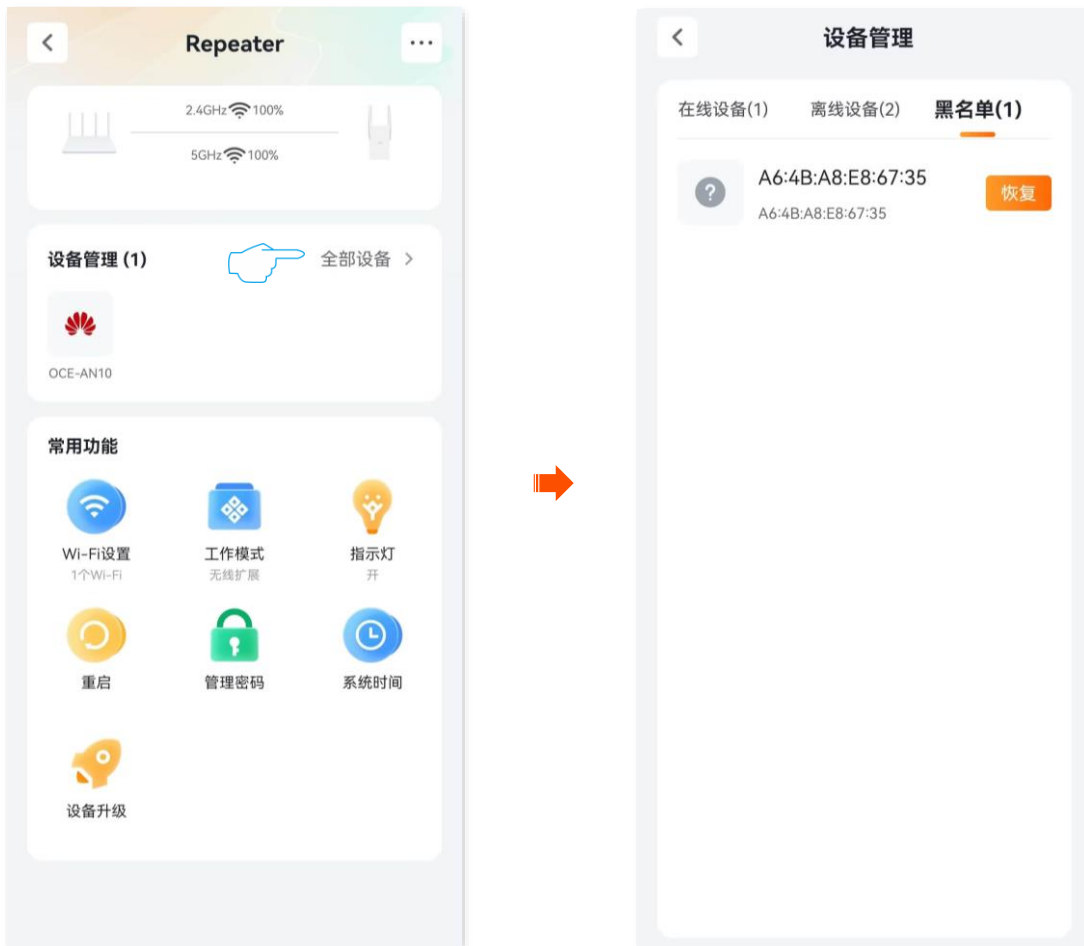 Repeater
2.4GHz 100%
5GHz 100%
设备管理 (1)
全部设备
OCE-AN10
常用功能
Wi-Fi设置
1个Wi-Fi
工作模式
无线扩展
指示灯
开
重启
管理密码
系统时间
设备升级
设备管理
在线设备(1) 离线设备(2) 黑名单(1)
A6:4B:A8:E8:67:35
A6:4B:A8:E8:67:35
恢复